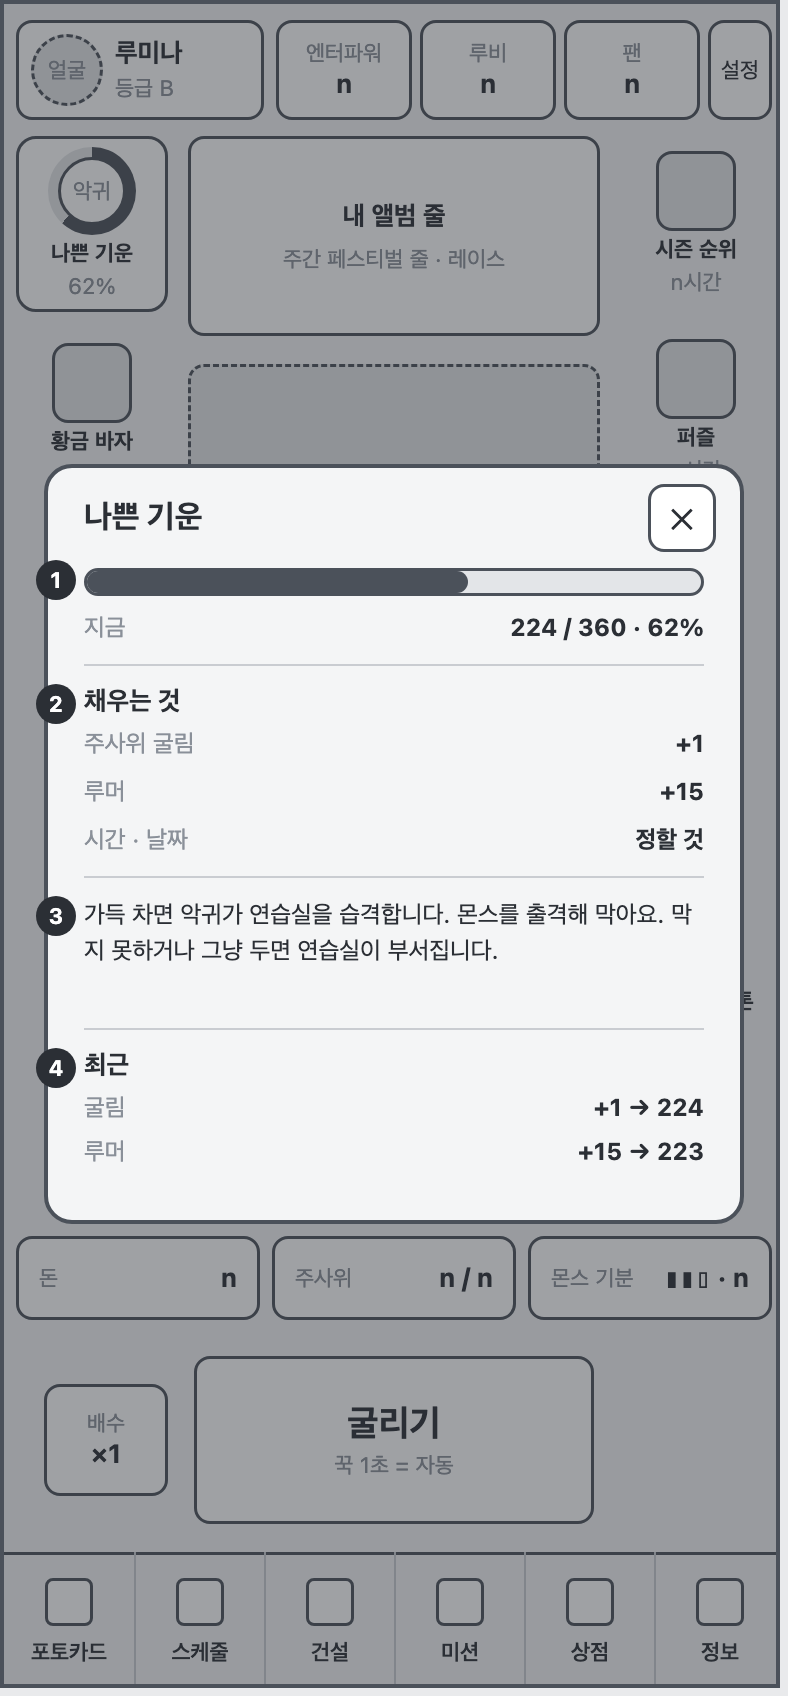 얼굴
루미나
등급 B
엔터파워
n
루비
n
팬
n
설정
악귀
나쁜 기운
62%
내 앨범 줄
주간 페스티벌 줄 · 레이스
시즌 순위
n시간
황금 바자
퍼즐
나쁜 기운
×
1
지금
224 / 360 · 62%
2
채우는 것
주사위 굴림
+1
루머
+15
시간 · 날짜
정할 것
3
가득 차면 악귀가 연습실을 습격합니다. 몬스를 출격해 막아요. 막
지 못하거나 그냥 두면 연습실이 부서집니다.
4
최근
굴림
+1 → 224
루머
+15 → 223
돈
n
주사위
n / n
몬스 기분
▮▮▯ · n
배수
×1
굴리기
꾹 1초 = 자동
포토카드
스케줄
건설
미션
상점
정보